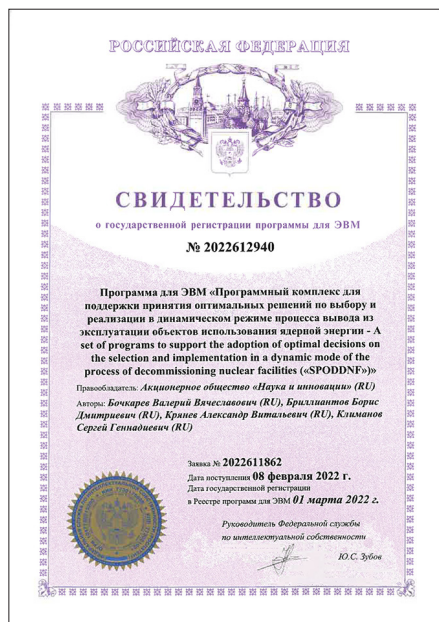 РОССИЙСКАЯ ФЕДЕРАЦИЯ
СВИДЕТЕЛЬСТВО
о государственной регистрации программы для ЭВМ
№ 2022612940
Программа для ЭВМ «Программный комплекс для
поддержки принятия оптимальных решений по выбору и
реализации в динамическом режиме процесса вывода из
эксплуатации объектов использования ядерной энергии - A
set of programs to support the adoption of optimal decisions on
the selection and implementation in a dynamic mode of the
process of decommissioning nuclear facilities («SPODDNF»)»
Правообладатель: Акционерное общество «Наука и инновации» (RU)
Авторы: Бочкарев Валерий Вячеславович (RU), Бриллиантов Борис
Дмитриевич (RU), Крянев Александр Витальевич (RU), Климанов
Сергей Геннадиевич (RU)
Заявка № 2022611862
Дата поступления 08 февраля 2022 г.
Дата государственной регистрации
в Реестре программ для ЭВМ 01 марта 2022 г.
Руководитель Федеральной службы
по интеллектуальной собственности
Ю.С. Зубов